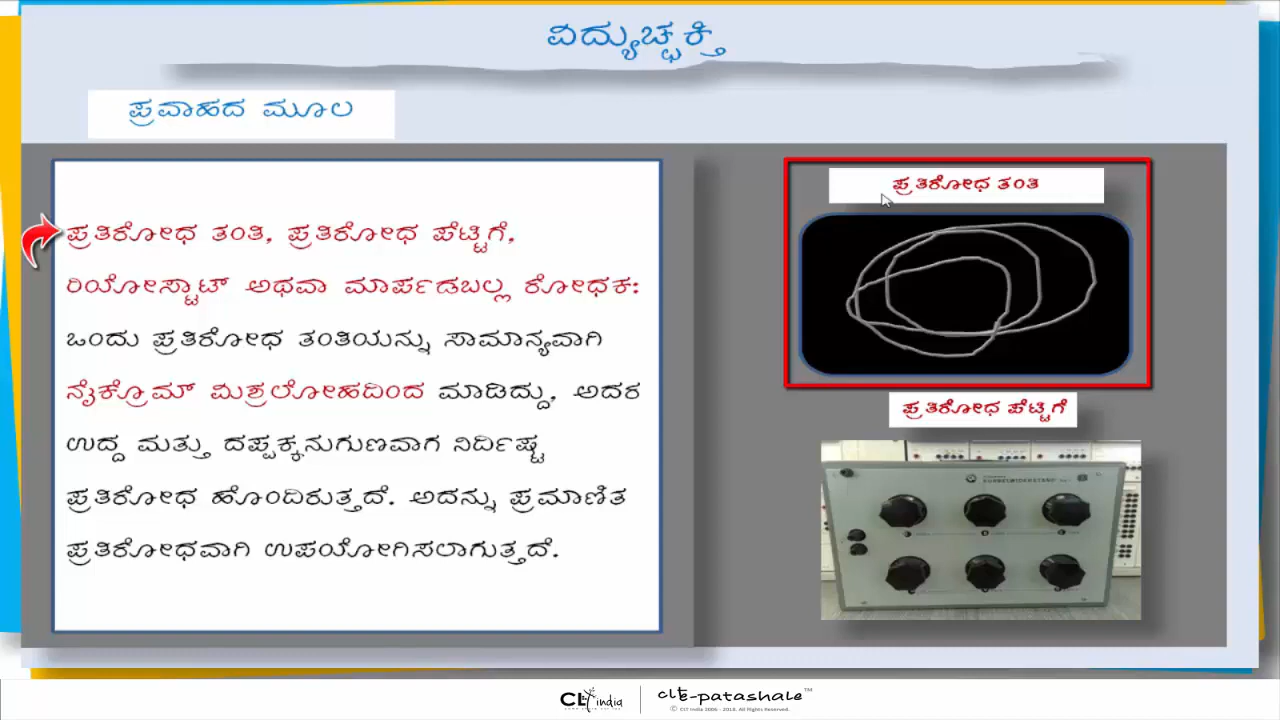 ವಿದ್ಯುಚ್ಛಕ್ತಿ
ಪ್ರವಾಹದ ಮೂಲ
ಪ್ರತಿರೋಧ ತಂತಿ, ಪ್ರತಿರೋಧ ಪೆಟ್ಟಿಗೆ,
ರಿಯೋಸ್ಟಾಟ್ ಅಥವಾ ಮಾರ್ಪಡಬಲ್ಲ ರೋಧಕ:
ಒಂದು ಪ್ರತಿರೋಧ ತಂತಿಯನ್ನು ಸಾಮಾನ್ಯವಾಗಿ
ನೈಕ್ರೊಮ್ ಮಿಶ್ರಲೋಹದಿಂದ ಮಾಡಿದ್ದು, ಅದರ
ಉದ್ದ ಮತ್ತು ದಪ್ಪಕ್ಕನುಗುಣವಾಗ ನಿರ್ದಿಷ್ಟ
ಪ್ರತಿರೋಧ ಹೊಂದಿರುತ್ತದೆ. ಅದನ್ನು ಪ್ರಮಾಣಿತ
ಪ್ರತಿರೋಧವಾಗಿ ಉಪಯೋಗಿಸಲಾಗುತ್ತದೆ.
ಪ್ರತಿರೋಧ ತಂತಿ
ಪ್ರತಿರೋಧ ಪೆಟ್ಟಿಗೆ
CLT india
clt e-patashale™
© CLT India 2006 - 2018. All Rights Reserved.